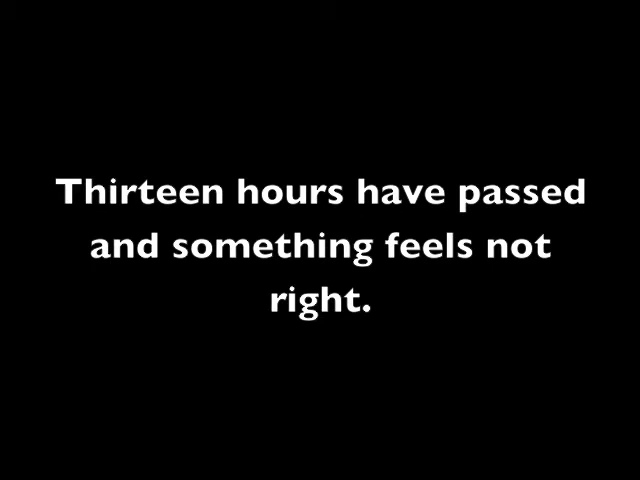 Thirteen hours have passed
and something feels not
right.